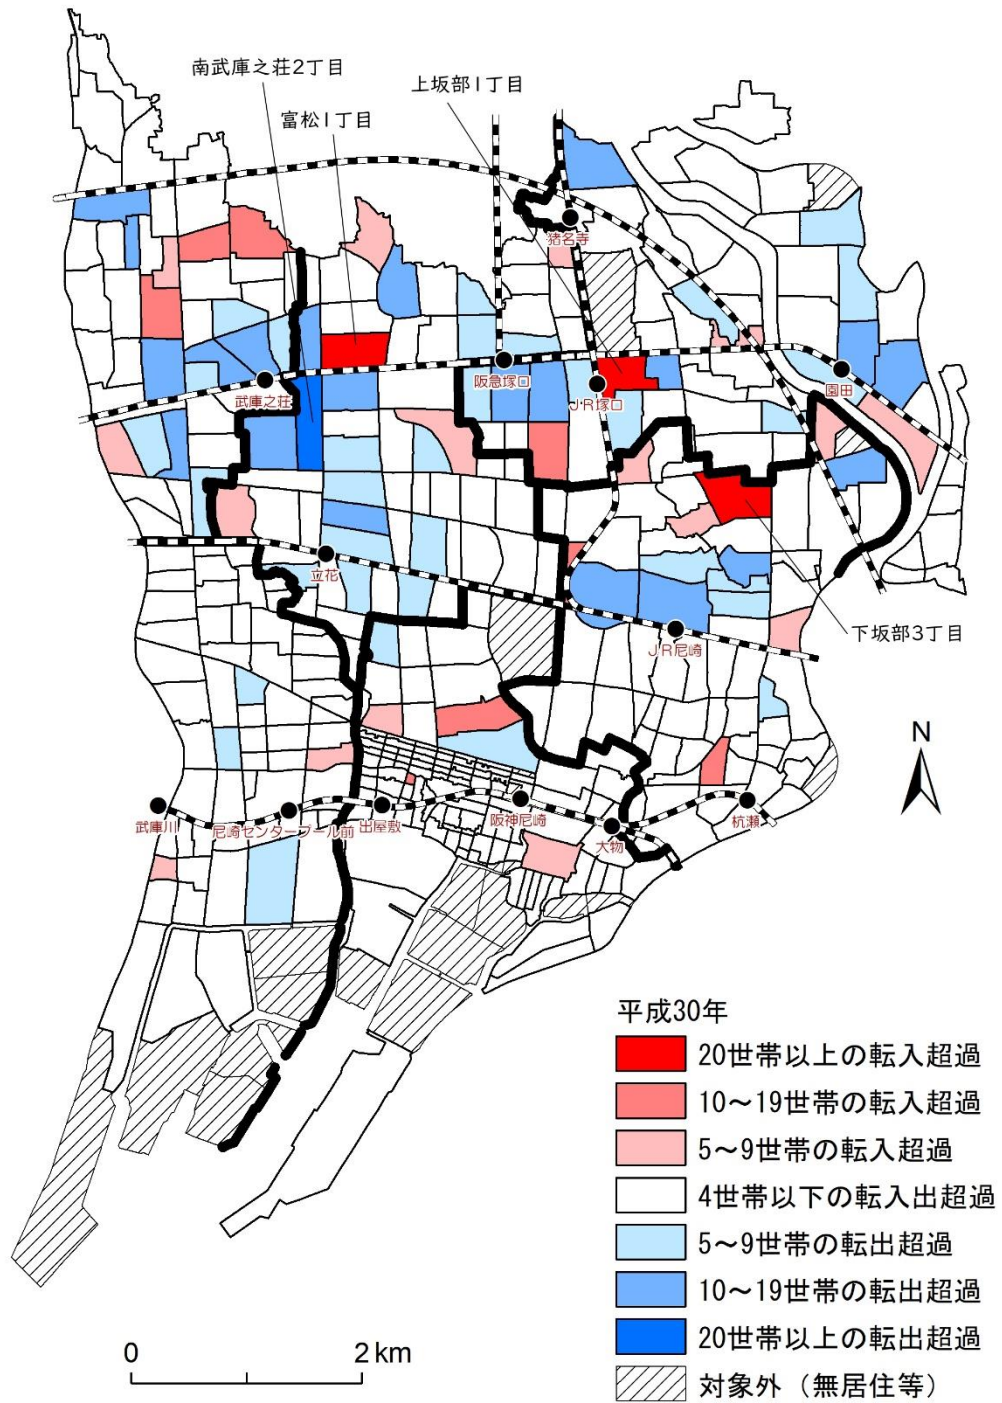 南武庫之荘2丁目
上坂部1丁目
富松1丁目
猪名寺
阪急塚口
武庫之荘
JR塚口
園田
立花
JR尼崎
下坂部3丁目
N
武庫川
尼崎センタープール前
出屋敷
阪神尼崎
大物
杭瀬
平成30年
20世帯以上の転入超過
10～19世帯の転入超過
5～9世帯の転入超過
4世帯以下の転入出超過
5～9世帯の転出超過
10～19世帯の転出超過
20世帯以上の転出超過
対象外（無居住等）
0 2 km